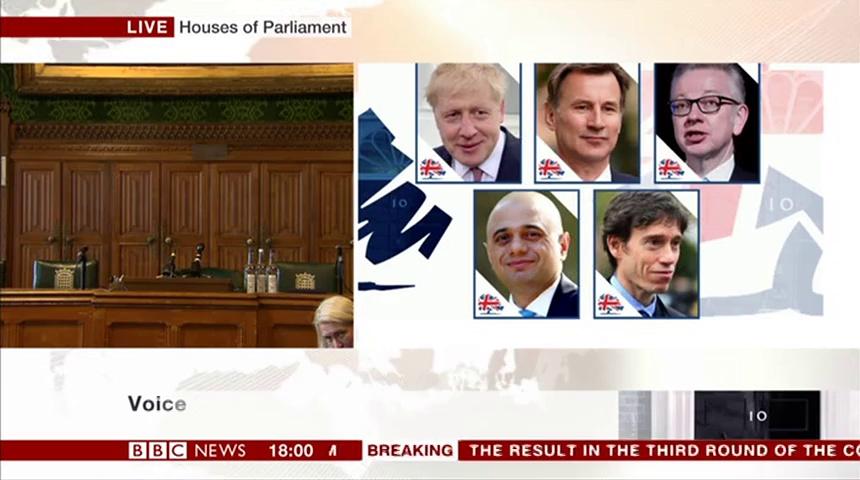 LIVE Houses of Parliament
10
10
Voice
10
BBC NEWS 18:00 BREAKING THE RESULT IN THE THIRD ROUND OF THE CO